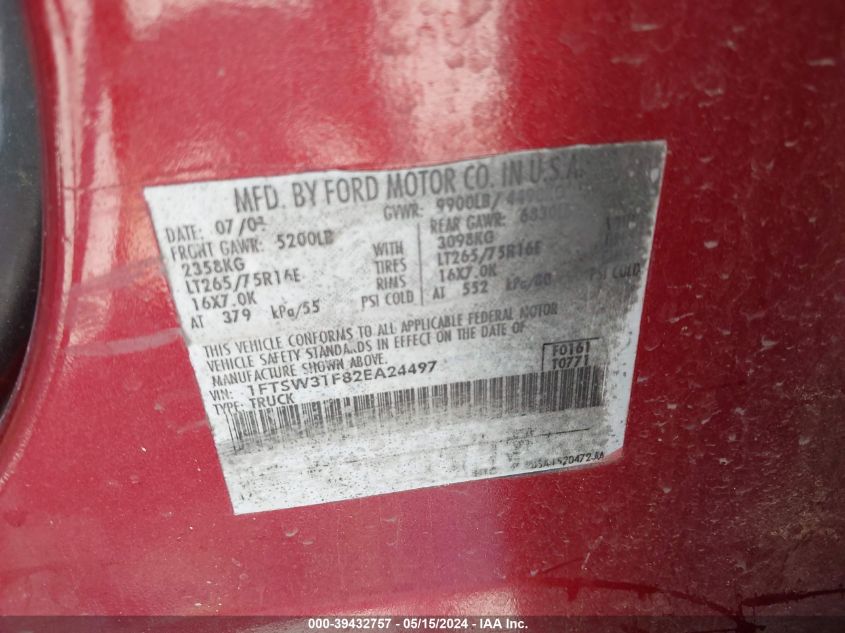 MFD. BY FORD MOTOR CO. IN U.S.A.
DATE: 07/02 GVWR: 9900LB/
FRONT GAWR: 5200LB REAR GAWR:
2358KG WITH 3098KG
LT265/75R16E TIRES LT265/75R16E
16X7.0K RIMS 16X7.0K
AT 379 kPa/55 PSI COLD AT 552 kPa/80 PSI COLD
THIS VEHICLE CONFORMS TO ALL APPLICABLE FEDERAL MOTOR
VEHICLE SAFETY STANDARDS IN EFFECT ON THE DATE OF
MANUFACTURE SHOWN ABOVE.
VIN: 1FTSW31F82EA24497
TYPE: TRUCK
F0161
T0771
000-39432757 - 05/15/2024 - IAA Inc.